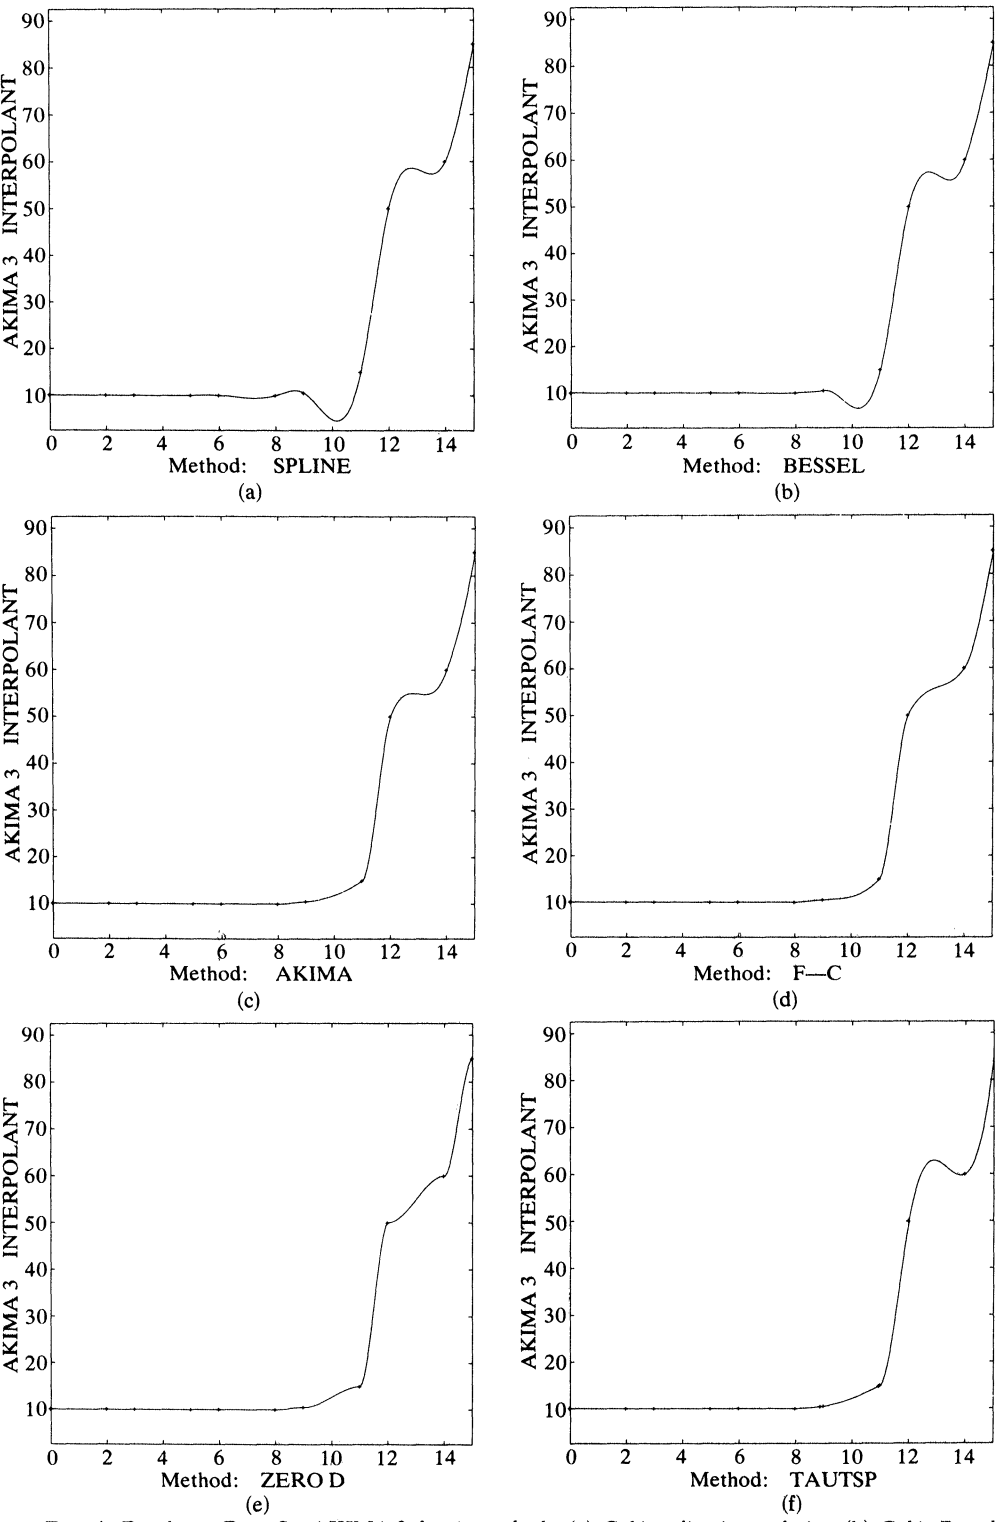 90
80
70
60
50
40
30
20
10
AKIMA 3 INTERPOLANT
0 2 4 6 8 10 12 14
Method: SPLINE
(a)
90
80
70
60
50
40
30
20
10
AKIMA 3 INTERPOLANT
0 2 4 6 8 10 12 14
Method: BESSEL
(b)
90
80
70
60
50
40
30
20
10
AKIMA 3 INTERPOLANT
0 2 4 6 8 10 12 14
Method: AKIMA
(c)
90
80
70
60
50
40
30
20
10
AKIMA 3 INTERPOLANT
0 2 4 6 8 10 12 14
Method: F—C
(d)
90
80
70
60
50
40
30
20
10
AKIMA 3 INTERPOLANT
0 2 4 6 8 10 12 14
Method: ZERO D
(e)
90
80
70
60
50
40
30
20
10
AKIMA 3 INTERPOLANT
0 2 4 6 8 10 12 14
Method: TAUTSP
(f)